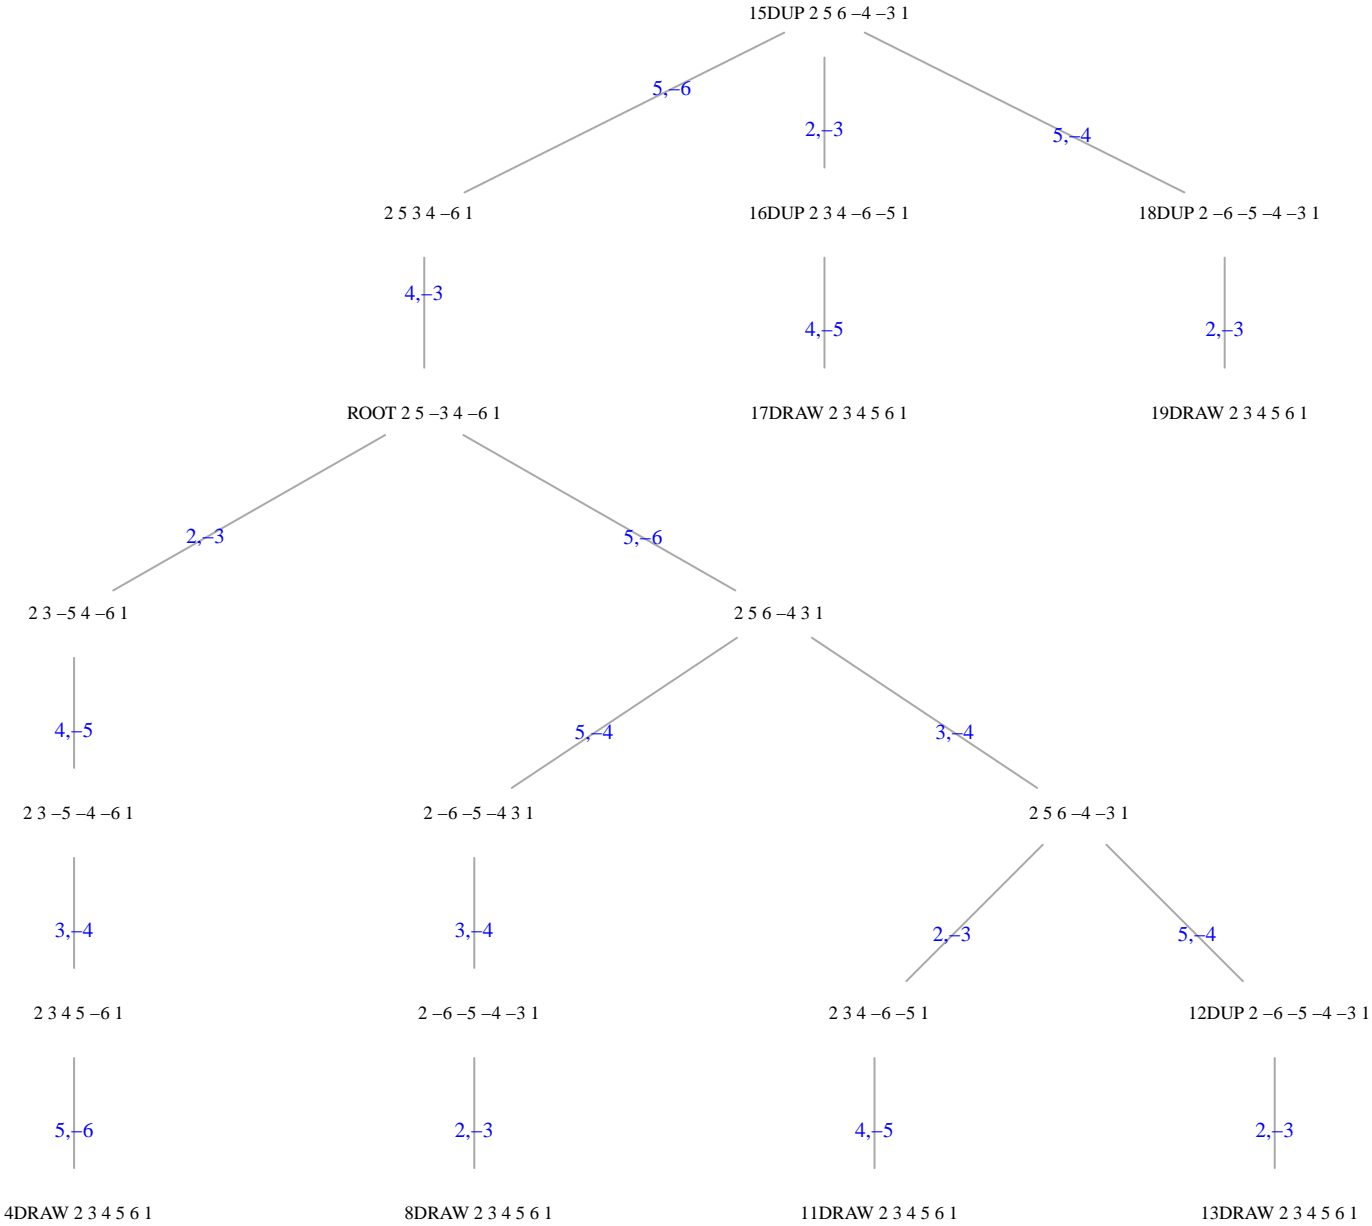 15DUP 2 5 6 –4 –3 1
5,–6
2,–3
5,–4
2 5 3 4 –6 1
16DUP 2 3 4 –6 –5 1
18DUP 2 –6 –5 –4 –3 1
4,–3
4,–5
2,–3
ROOT 2 5 –3 4 –6 1
17DRAW 2 3 4 5 6 1
19DRAW 2 3 4 5 6 1
2,–3
5,–6
2 3 –5 4 –6 1
2 5 6 –4 3 1
4,–5
5,–4
3,–4
2 3 –5 –4 –6 1
2 –6 –5 –4 3 1
2 5 6 –4 –3 1
3,–4
3,–4
2,–3
5,–4
2 3 4 5 –6 1
2 –6 –5 –4 –3 1
2 3 4 –6 –5 1
12DUP 2 –6 –5 –4 –3 1
5,–6
2,–3
4,–5
2,–3
4DRAW 2 3 4 5 6 1
8DRAW 2 3 4 5 6 1
11DRAW 2 3 4 5 6 1
13DRAW 2 3 4 5 6 1